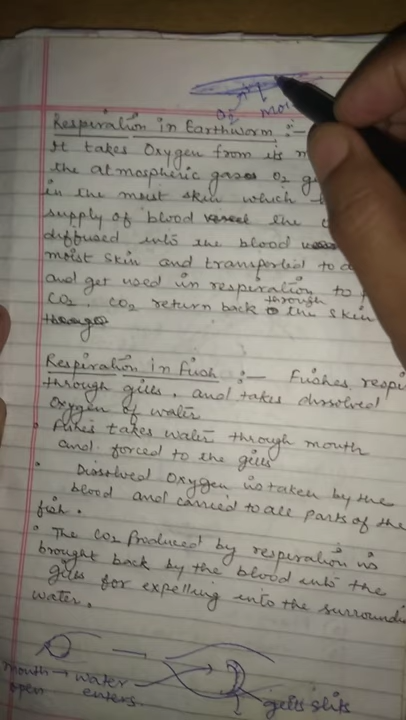 O2
Respiration in Earthworm :-
It takes Oxygen from its m
the atmospheric gases O2 g
in the moist skin which
supply of blood the
diffused into the blood
moist skin and transported to
and get used in respiration to
CO2. CO2 return back through the skin
Respiration in Fish :- Fishes respi
through gills, and takes dissolved
Oxygen of water
Fishs takes water through mouth
and forced to the gills
Dissolved Oxygen is taken by the
blood and carried to all parts of the
fish.
The CO2 produced by respiration is
brought back by the blood into the
gills for expelling into the surroundi
water.
mouth → water
open enters.
gills slits